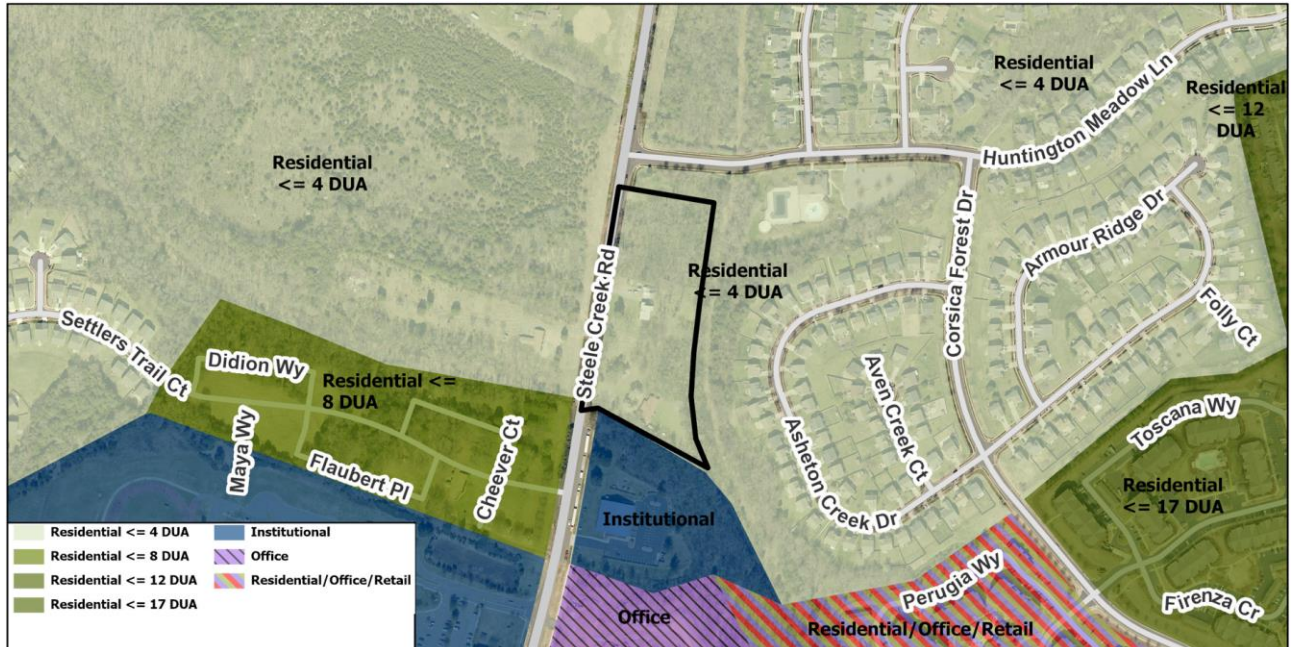 Residential
<= 4 DUA
Huntington Meadow Ln
Residential
<= 12
DUA
Residential
<= 4 DUA
Corsica Forest Dr
Armour Ridge Dr
Steele Creek Rd
Residential
<= 4 DUA
Folly Ct
Settlers Trail Ct
Didion Wy
Residential <=
8 DUA
Aven Creek Ct
Toscana Wy
Maya Wy
Flaubert Pl
Cheever Ct
Asheton Creek Dr
Residential
<= 17 DUA
Institutional
Perugia Wy
Firenza Cr
Office
Residential/Office/Retail
Residential <= 4 DUA
Institutional
Residential <= 8 DUA
Office
Residential <= 12 DUA
Residential/Office/Retail
Residential <= 17 DUA